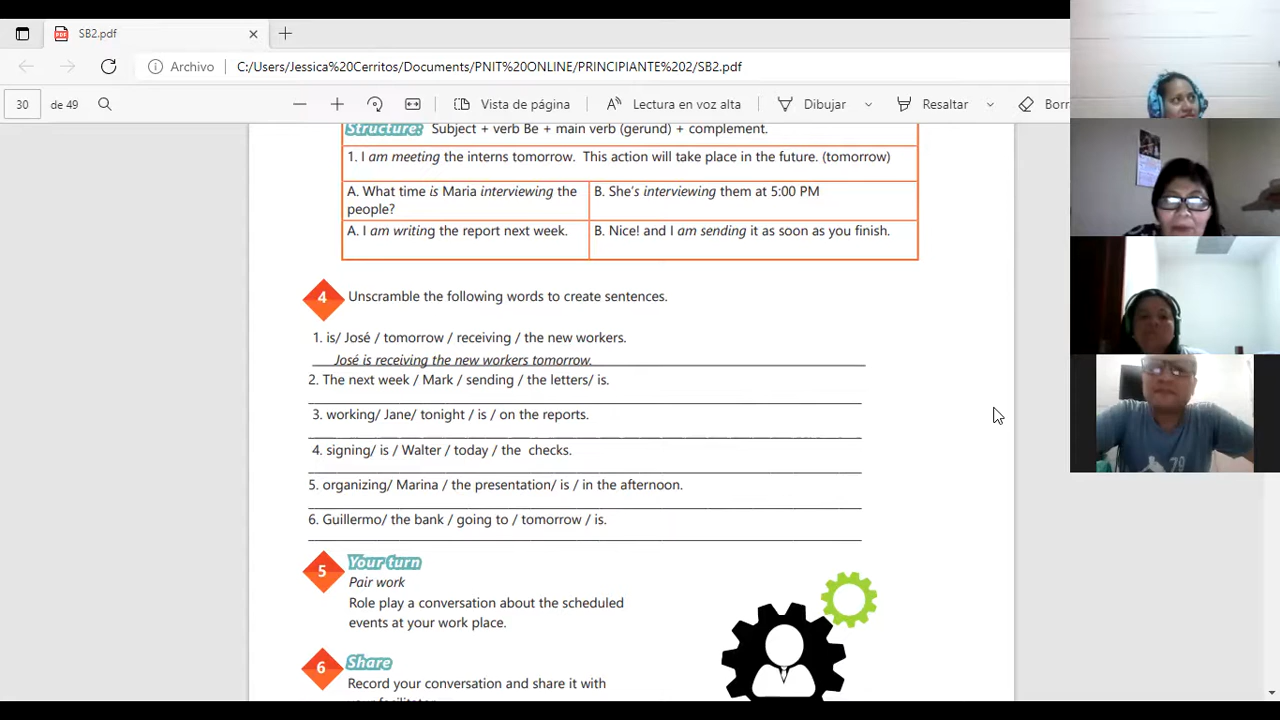 SB2.pdf
Archivo C:/Users/Jessica%20Cerritos/Documents/PNIT%20ONLINE/PRINCIPIANTE%202/SB2.pdf
30 de 49 Vista de página Lectura en voz alta Dibujar Resaltar Borr
Structure: Subject + verb Be + main verb (gerund) + complement.
1. I am meeting the interns tomorrow. This action will take place in the future. (tomorrow)
A. What time is Maria interviewing the people?
B. She's interviewing them at 5:00 PM
A. I am writing the report next week.
B. Nice! and I am sending it as soon as you finish.
4 Unscramble the following words to create sentences.
1. is/ José / tomorrow / receiving / the new workers.
José is receiving the new workers tomorrow.
2. The next week / Mark / sending / the letters/ is.
3. working/ Jane/ tonight / is / on the reports.
4. signing/ is / Walter / today / the checks.
5. organizing/ Marina / the presentation/ is / in the afternoon.
6. Guillermo/ the bank / going to / tomorrow / is.
5 Your turn
Pair work
Role play a conversation about the scheduled
events at your work place.
6 Share
Record your conversation and share it with